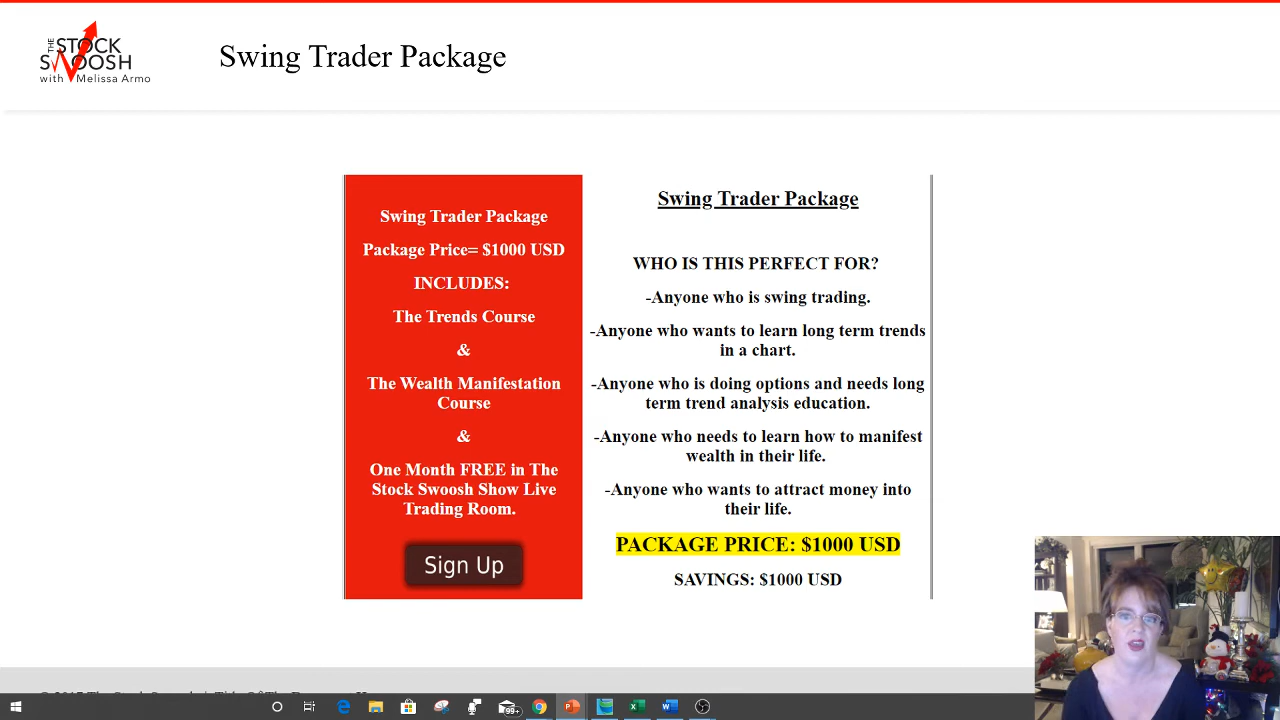 THE
STOCK
SWOOSH
with Melissa Armo
Swing Trader Package
Swing Trader Package
Package Price= $1000 USD
INCLUDES:
The Trends Course
&
The Wealth Manifestation
Course
&
One Month FREE in The
Stock Swoosh Show Live
Trading Room.
Sign Up
Swing Trader Package
WHO IS THIS PERFECT FOR?
-Anyone who is swing trading.
-Anyone who wants to learn long term trends
in a chart.
-Anyone who is doing options and needs long
term trend analysis education.
-Anyone who needs to learn how to manifest
wealth in their life.
-Anyone who wants to attract money into
their life.
PACKAGE PRICE: $1000 USD
SAVINGS: $1000 USD
99+